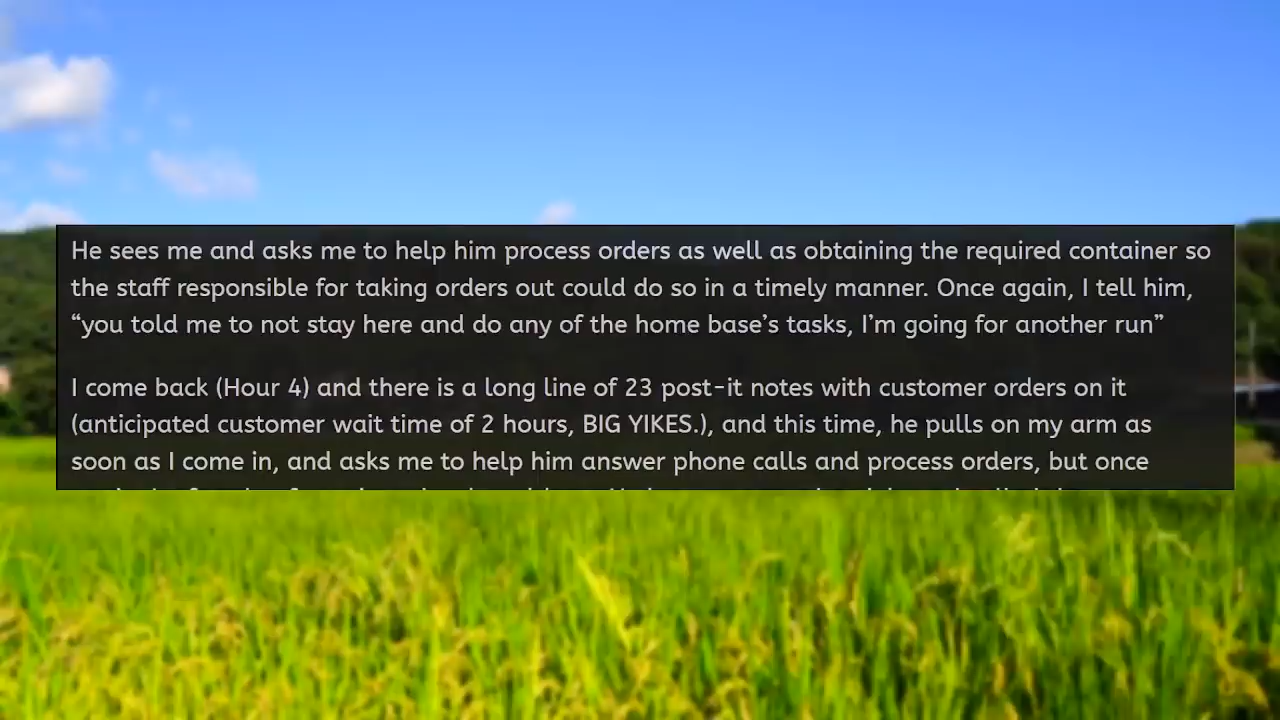 He sees me and asks me to help him process orders as well as obtaining the required container so
the staff responsible for taking orders out could do so in a timely manner. Once again, I tell him,
“you told me to not stay here and do any of the home base’s tasks, I’m going for another run”
I come back (Hour 4) and there is a long line of 23 post-it notes with customer orders on it
(anticipated customer wait time of 2 hours, BIG YIKES.), and this time, he pulls on my arm as
soon as I come in, and asks me to help him answer phone calls and process orders, but once